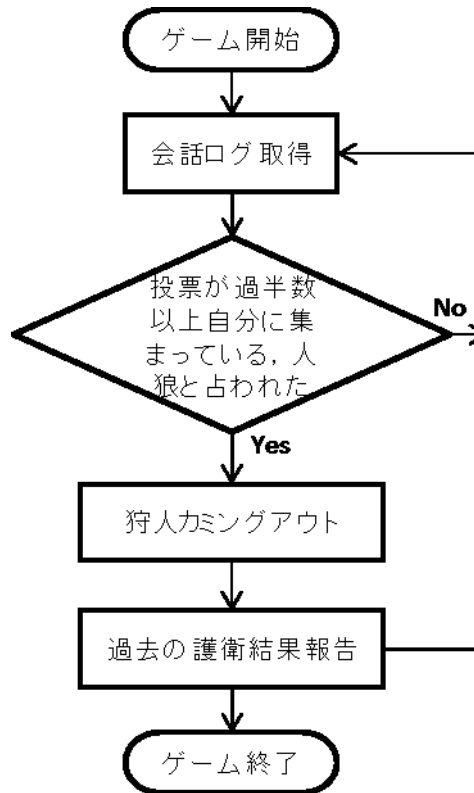 ゲーム開始
会話ログ取得
投票が過半数
以上自分に集
まっている，人
狼と占われた
No
Yes
狩人カミングアウト
過去の護衛結果報告
ゲーム終了